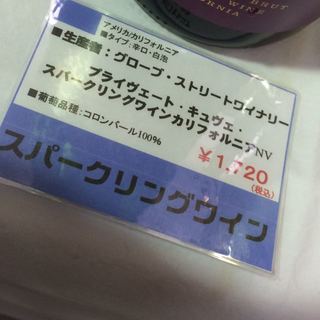 BRUT
WINE
アメリカ/カリフォルニア
■タイプ:辛口・白泡
■生産者:グローブ・ストリートワイナリー
プライヴェート・キュヴェ・
スパークリングワインカリフォルニアNV
■葡萄品種:コロンバール100%
¥1,720
(税込)
スパークリングワイン